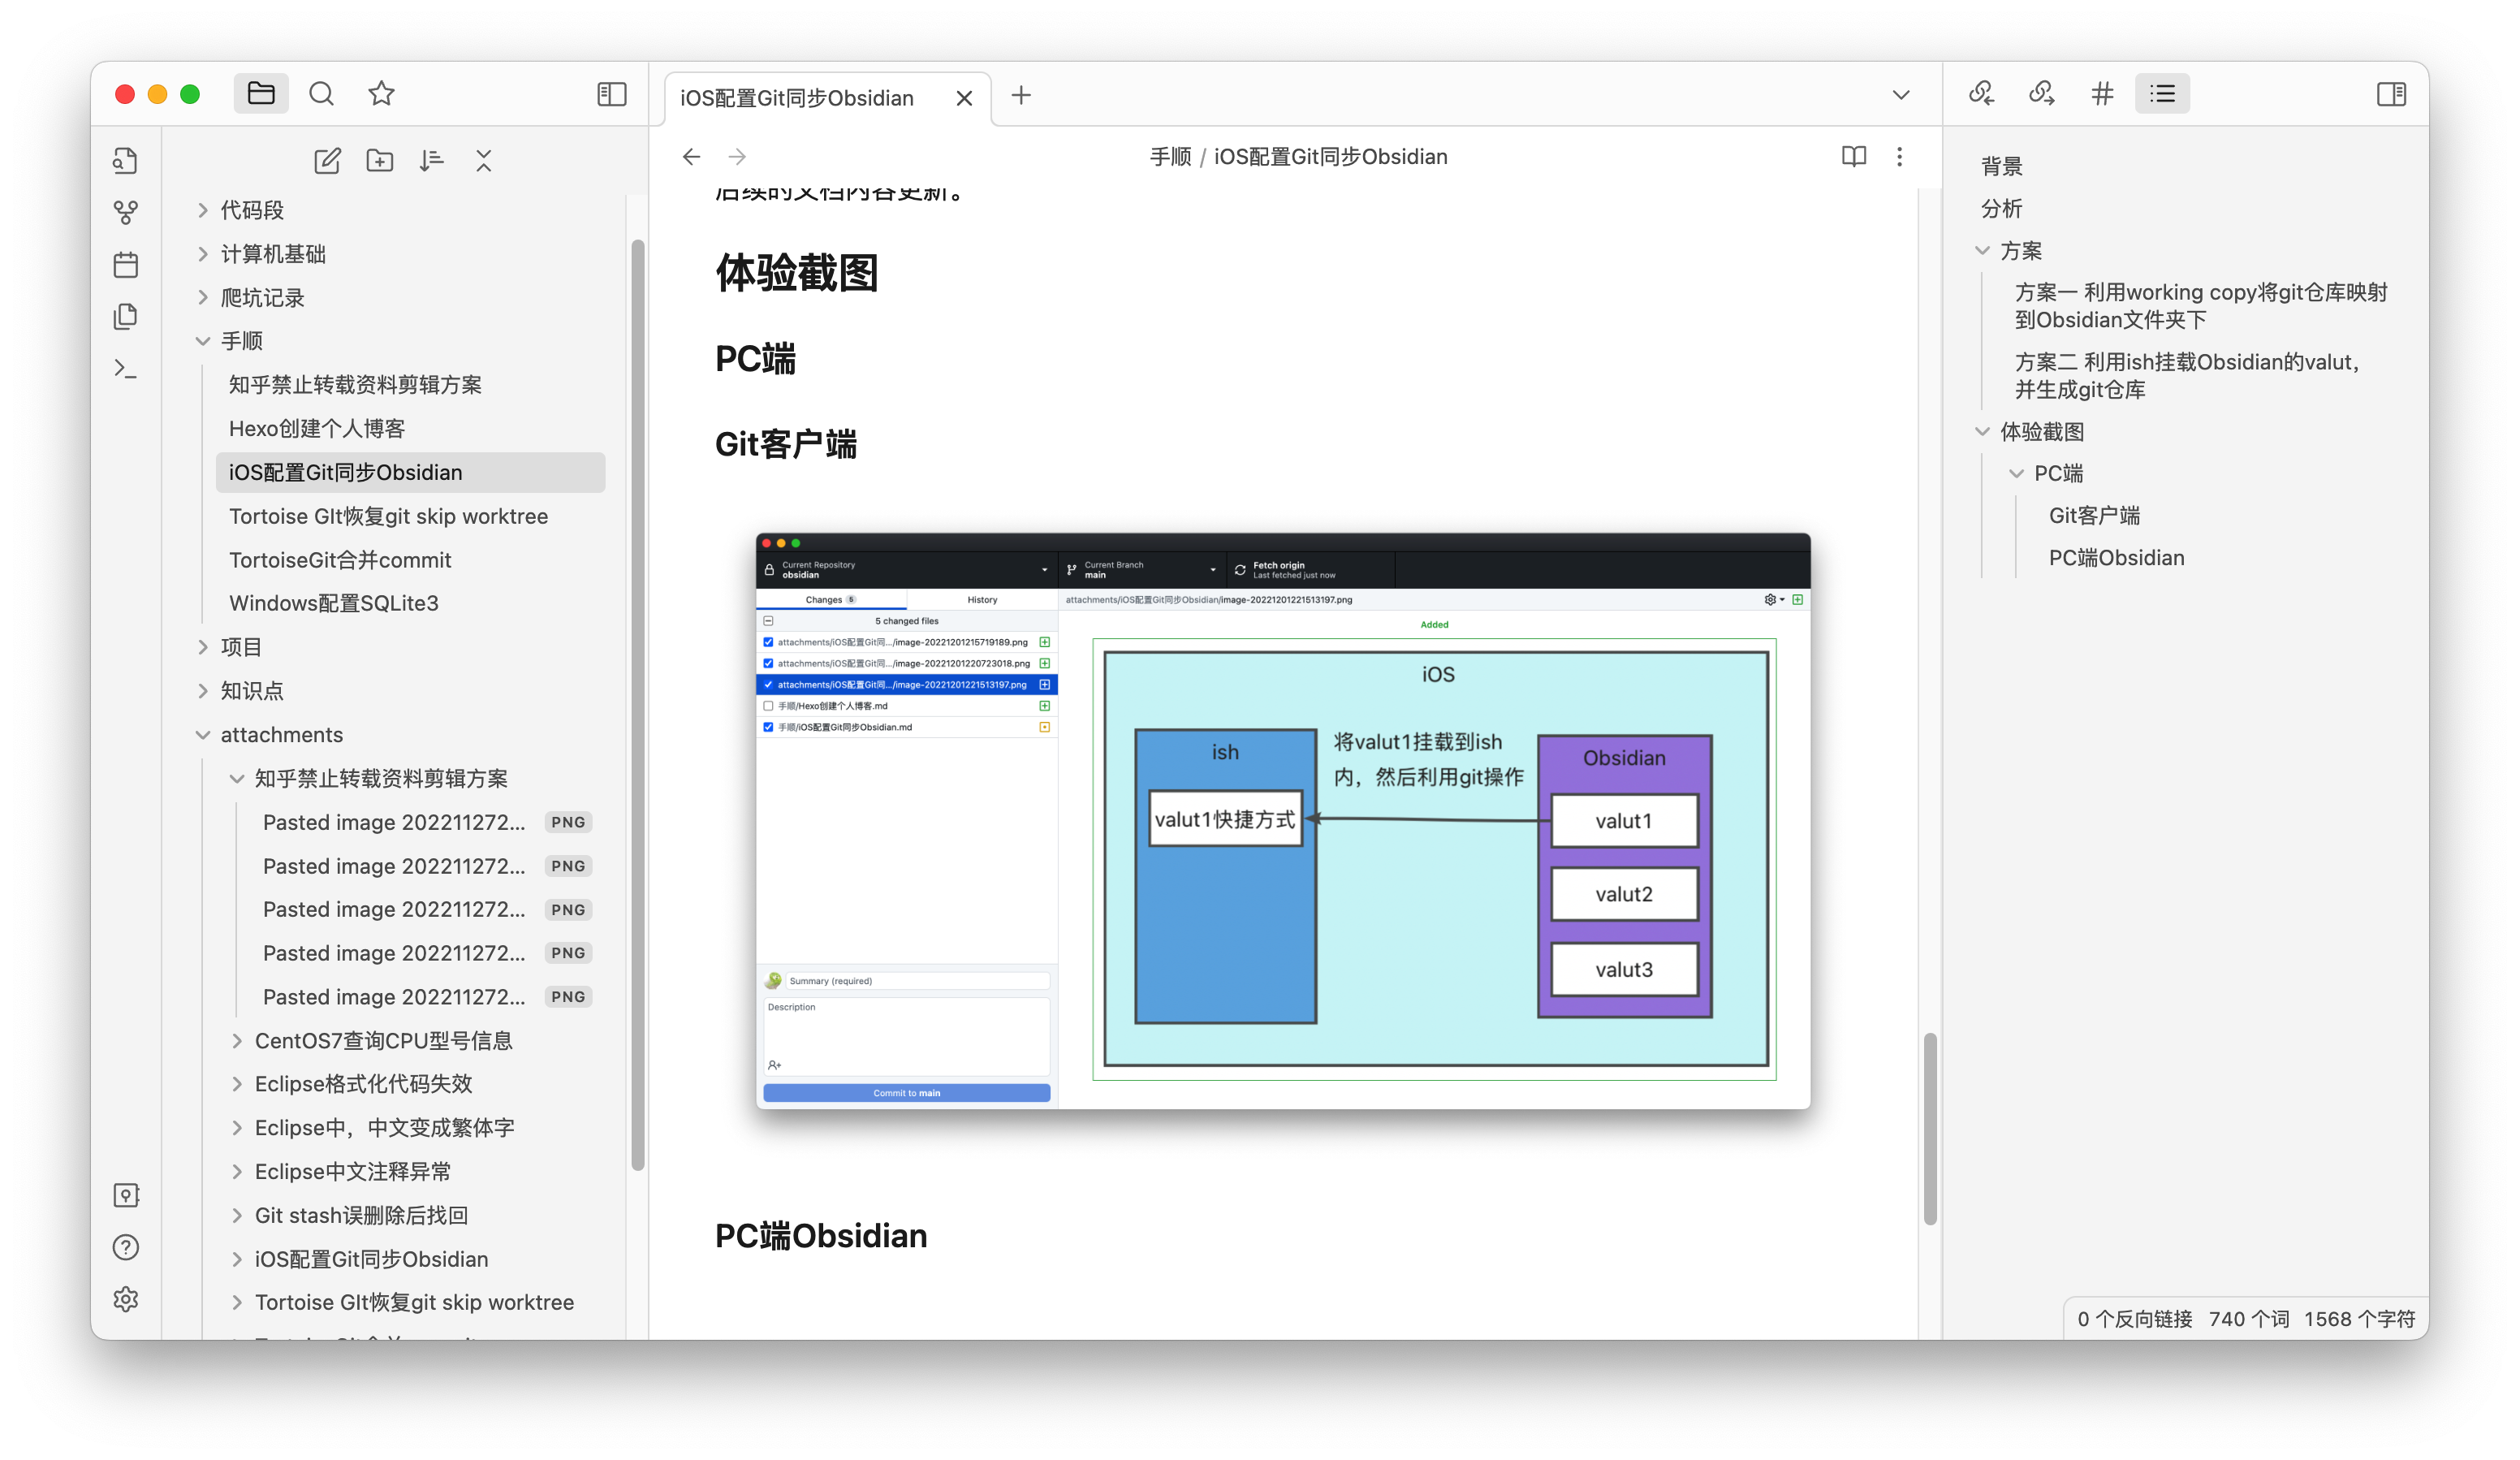 iOS配置Git同步Obsidian
手顺 / iOS配置Git同步Obsidian
代码段
计算机基础
爬坑记录
手顺
知乎禁止转载资料剪辑方案
Hexo创建个人博客
iOS配置Git同步Obsidian
Tortoise GIt恢复git skip worktree
TortoiseGit合并commit
Windows配置SQLite3
项目
知识点
attachments
知乎禁止转载资料剪辑方案
Pasted image 202211272... PNG
Pasted image 202211272... PNG
Pasted image 202211272... PNG
Pasted image 202211272... PNG
Pasted image 202211272... PNG
CentOS7查询CPU型号信息
Eclipse格式化代码失效
Eclipse中，中文变成繁体字
Eclipse中文注释异常
Git stash误删除后找回
iOS配置Git同步Obsidian
Tortoise GIt恢复git skip worktree
后续的文档内容更新。
体验截图
PC端
Git客户端
Current Repository
obsidian
Current Branch
main
Fetch origin
Last fetched just now
Changes 5
History
attachments/iOS配置Git同步Obsidian/image-20221201221513197.png
5 changed files
attachments/iOS配置Git同.../image-20221201215719189.png
attachments/iOS配置Git同.../image-20221201220723018.png
attachments/iOS配置Git同.../image-20221201221513197.png
手顺/Hexo创建个人博客.md
手顺/iOS配置Git同步Obsidian.md
Summary (required)
Description
Commit to main
Added
iOS
ish
valut1快捷方式
将valut1挂载到ish
内，然后利用git操作
Obsidian
valut1
valut2
valut3
PC端Obsidian
背景
分析
方案
方案一 利用working copy将git仓库映射
到Obsidian文件夹下
方案二 利用ish挂载Obsidian的valut，
并生成git仓库
体验截图
PC端
Git客户端
PC端Obsidian
0 个反向链接 740 个词 1568 个字符